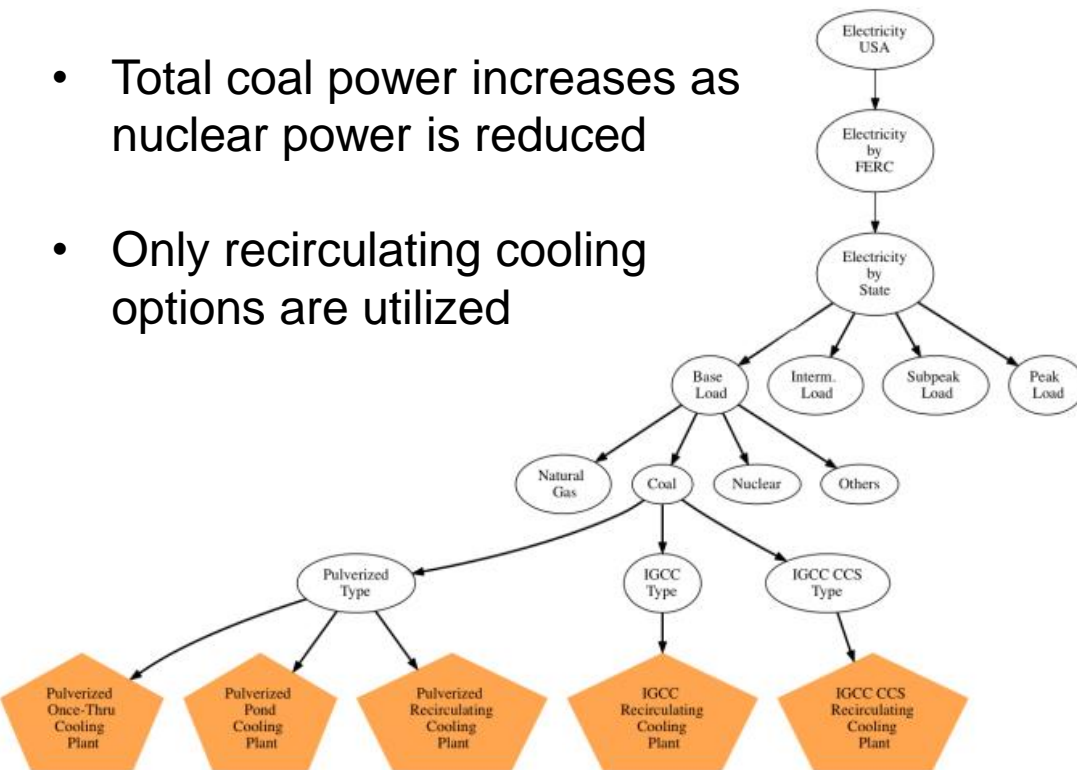 • Total coal power increases as
nuclear power is reduced
• Only recirculating cooling
options are utilized
Electricity
USA
Electricity
by
FERC
Electricity
by
State
Base
Load
Interm.
Load
Subpeak
Load
Peak
Load
Natural
Gas
Coal
Nuclear
Others
Pulverized
Type
IGCC
Type
IGCC CCS
Type
Pulverized
Once-Thru
Cooling
Plant
Pulverized
Pond
Cooling
Plant
Pulverized
Recirculating
Cooling
Plant
IGCC
Recirculating
Cooling
Plant
IGCC CCS
Recirculating
Cooling
Plant